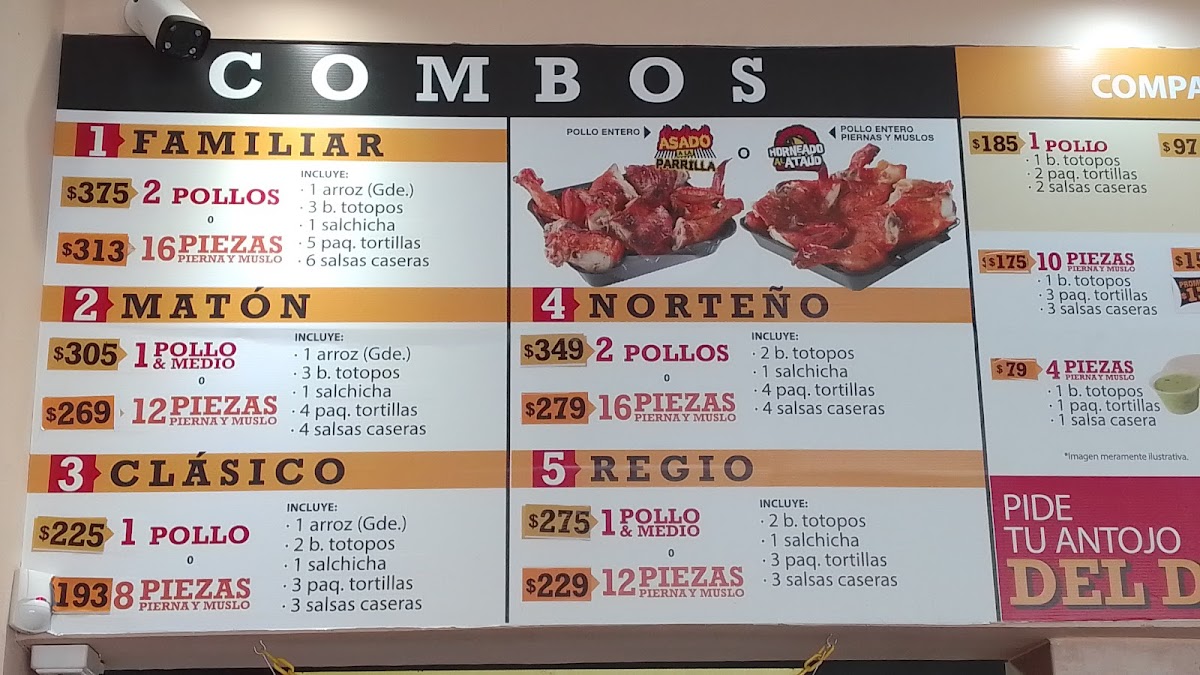 COMBOS
1 FAMILIAR
$375 2 POLLOS
o
$313 16 PIEZAS
PIERNA Y MUSLO
INCLUYE:
· 1 arroz (Gde.)
· 3 b. totopos
· 1 salchicha
· 5 paq. tortillas
· 6 salsas caseras
2 MATÓN
$305 1 POLLO
& MEDIO
o
$269 12 PIEZAS
PIERNA Y MUSLO
INCLUYE:
· 1 arroz (Gde.)
· 3 b. totopos
· 1 salchicha
· 4 paq. tortillas
· 4 salsas caseras
3 CLÁSICO
$225 1 POLLO
o
193 8 PIEZAS
PIERNA Y MUSLO
INCLUYE:
· 1 arroz (Gde.)
· 2 b. totopos
· 1 salchicha
· 3 paq. tortillas
· 3 salsas caseras
POLLO ENTERO
ASADO
A LA
PARRILLA
O
HORNEADO
AL ATAUD
POLLO ENTERO
PIERNAS Y MUSLOS
4 NORTEÑO
$349 2 POLLOS
o
$279 16 PIEZAS
PIERNA Y MUSLO
INCLUYE:
· 2 b. totopos
· 1 salchicha
· 4 paq. tortillas
· 4 salsas caseras
5 REGIO
$275 1 POLLO
& MEDIO
o
$229 12 PIEZAS
PIERNA Y MUSLO
INCLUYE:
· 2 b. totopos
· 1 salchicha
· 3 paq. tortillas
· 3 salsas caseras
COMPA
$185 1 POLLO
· 1 b. totopos
· 2 paq. tortillas
· 2 salsas caseras
$97
$175 10 PIEZAS
PIERNA Y MUSLO
· 1 b. totopos
· 3 paq. tortillas
· 3 salsas caseras
$79 4 PIEZAS
PIERNA Y MUSLO
· 1 b. totopos
· 1 paq. tortillas
· 1 salsa casera
*Imagen meramente ilustrativa.
PIDE
TU ANTOJO
DEL D